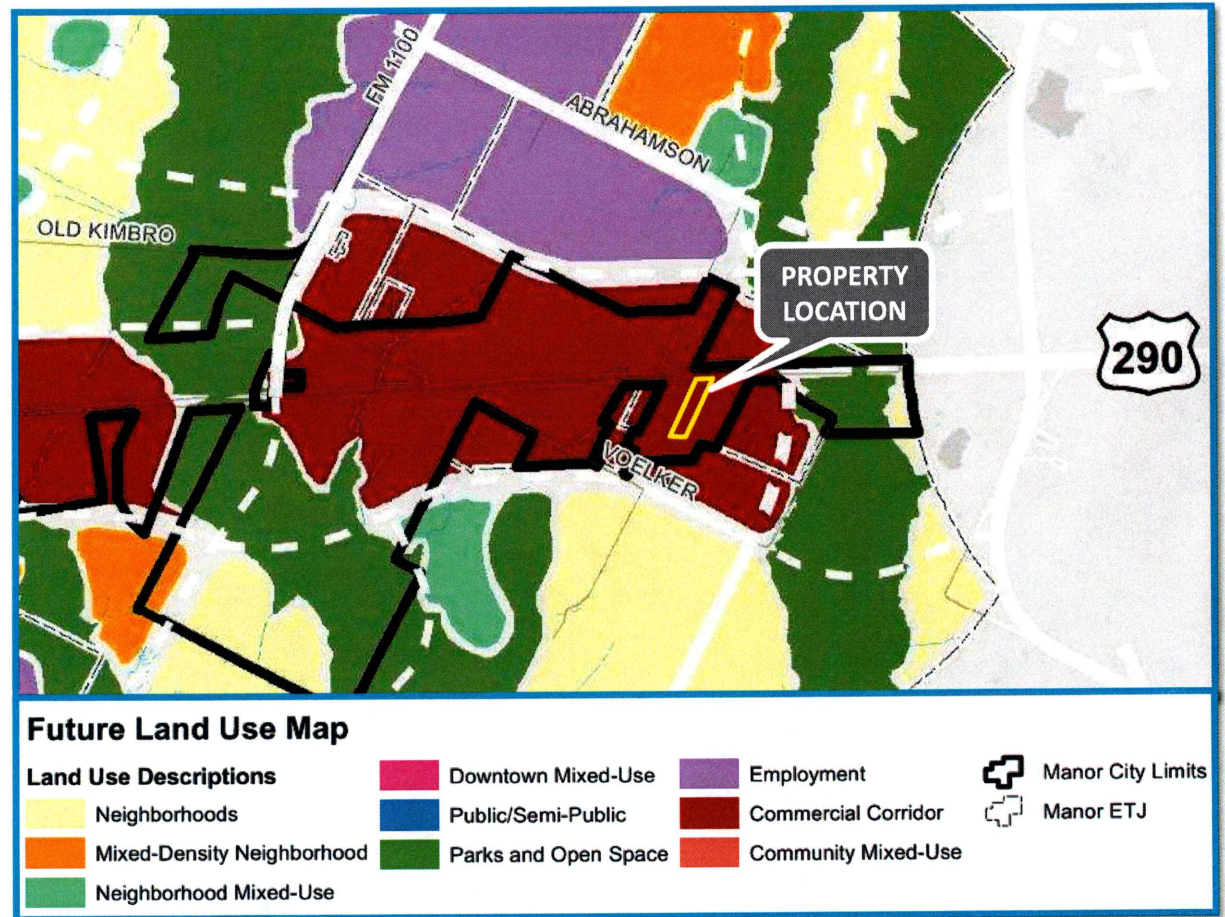 FM 1100
ABRAHAMSON
OLD KIMBRO
PROPERTY
LOCATION
290
VOELKER
Future Land Use Map
Land Use Descriptions
Neighborhoods
Mixed-Density Neighborhood
Neighborhood Mixed-Use
Downtown Mixed-Use
Public/Semi-Public
Parks and Open Space
Employment
Commercial Corridor
Community Mixed-Use
Manor City Limits
Manor ETJ